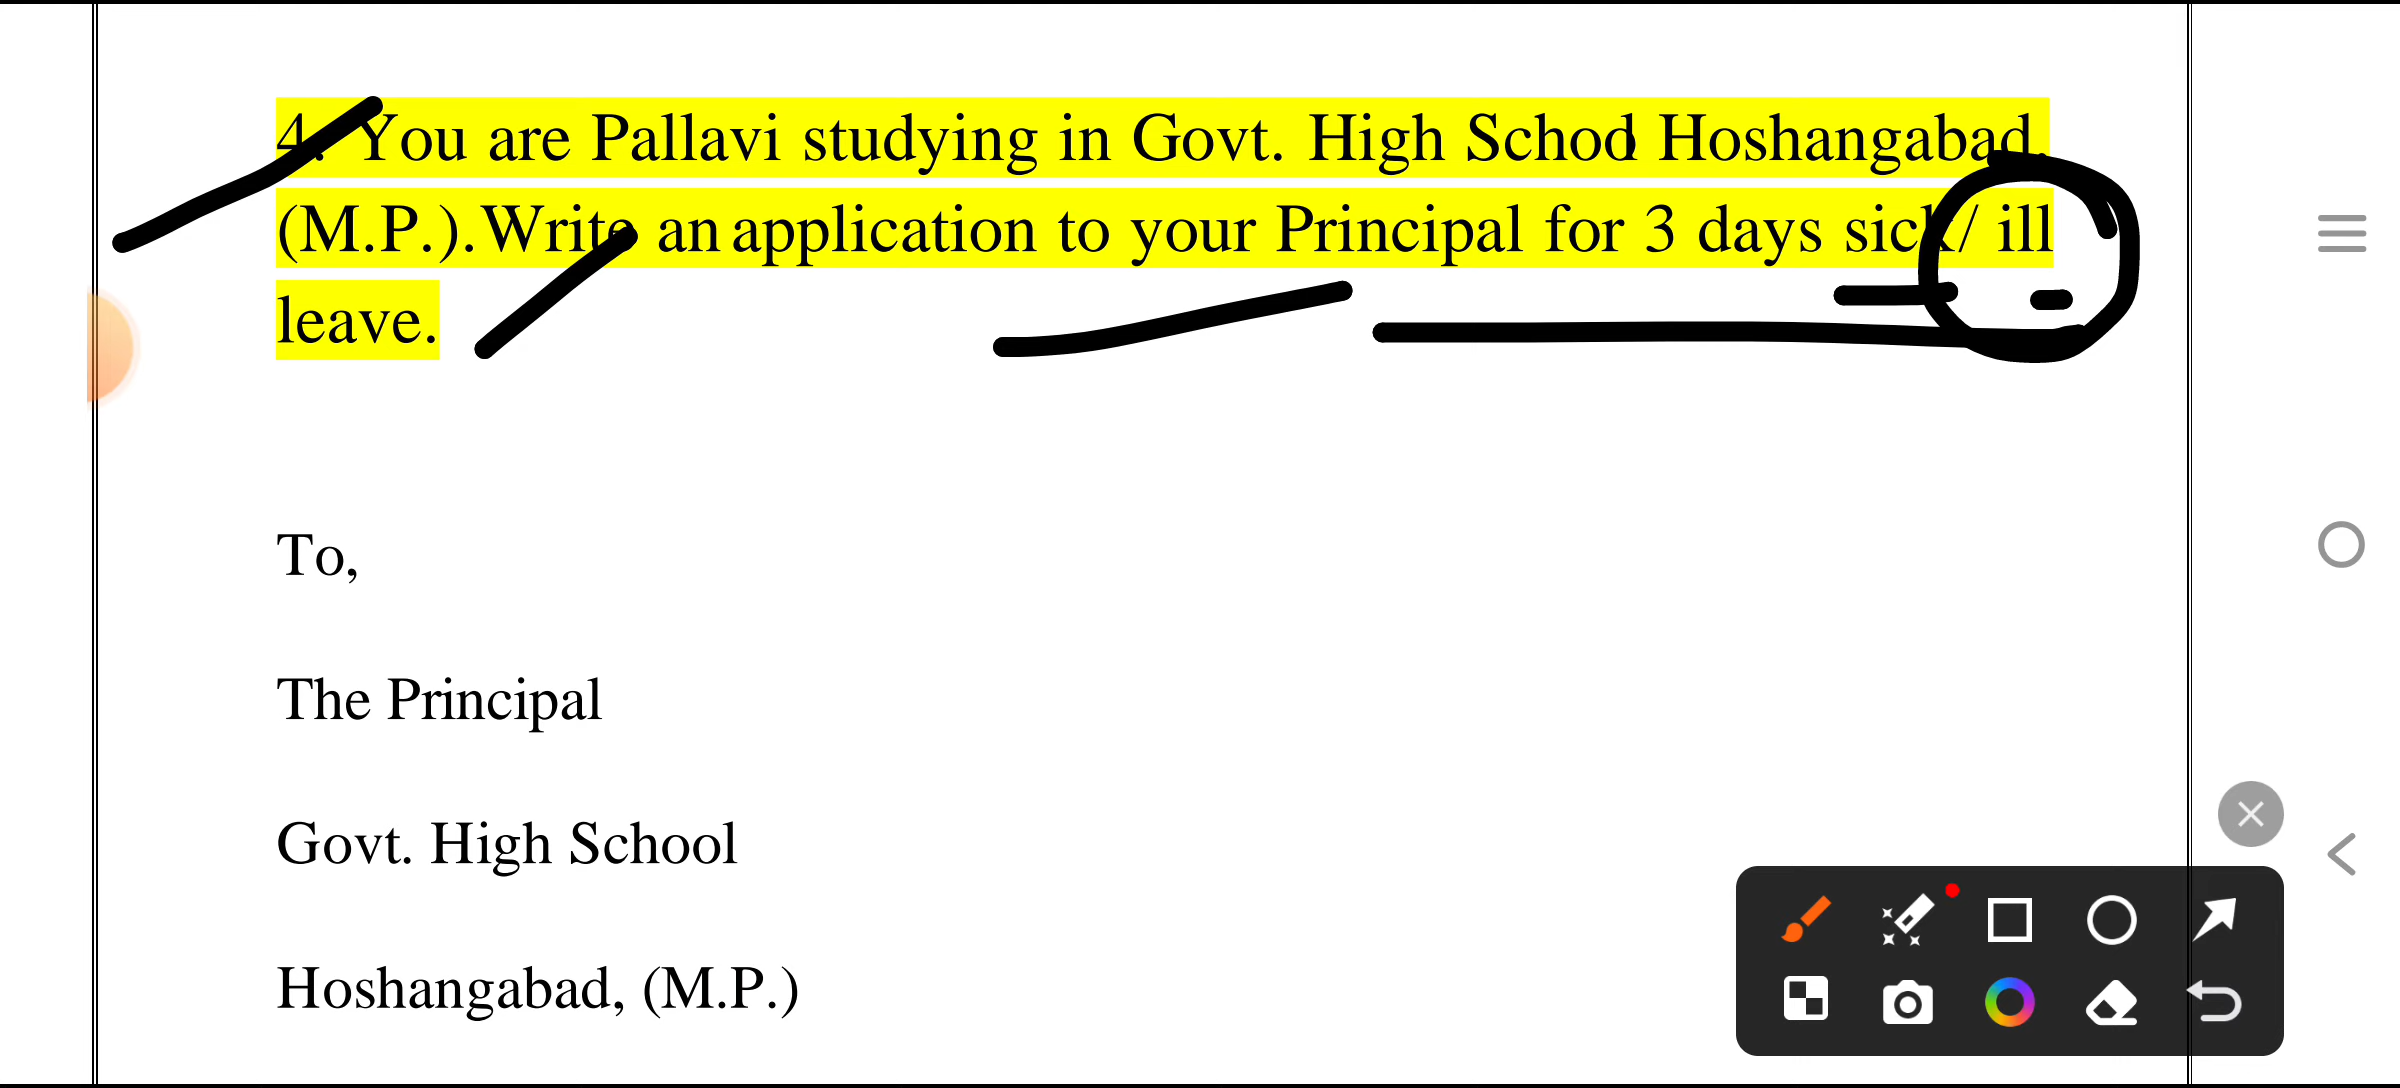 4. You are Pallavi studying in Govt. High Schod Hoshangabad,
(M.P.). Write an application to your Principal for 3 days sick/ ill
leave.
To,
The Principal
Govt. High School
Hoshangabad, (M.P.)